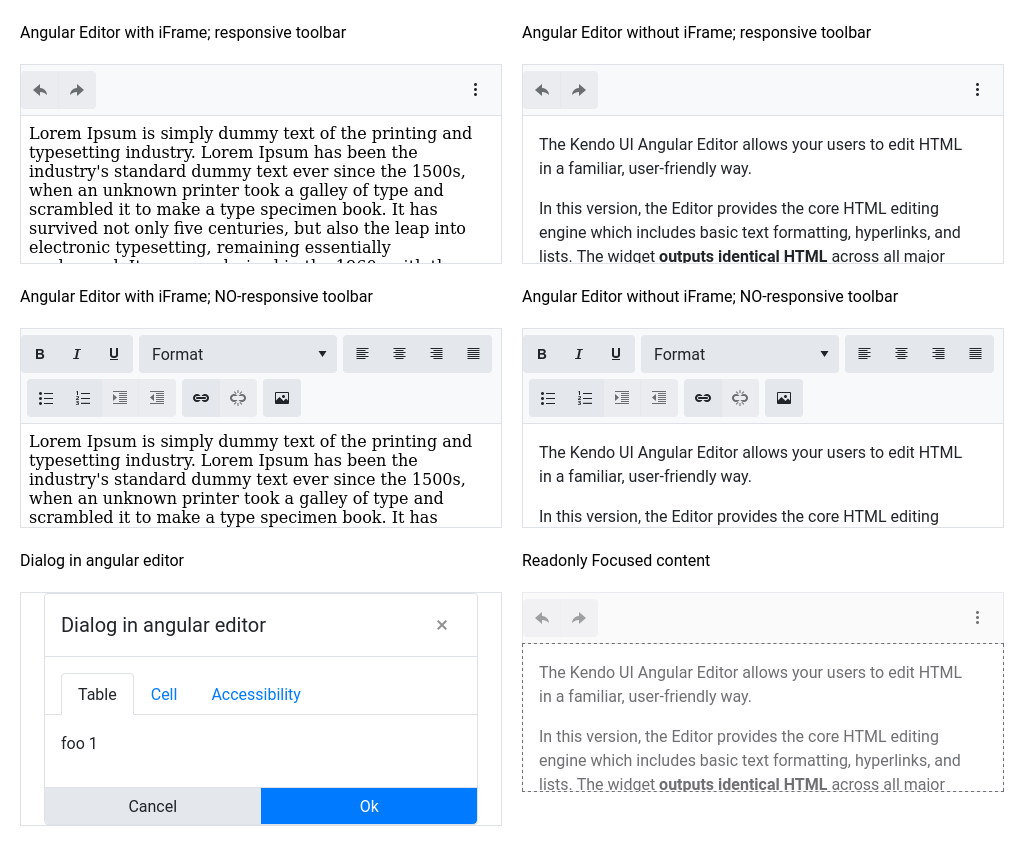 Angular Editor with iFrame; responsive toolbar
Lorem Ipsum is simply dummy text of the printing and
typesetting industry. Lorem Ipsum has been the
industry's standard dummy text ever since the 1500s,
when an unknown printer took a galley of type and
scrambled it to make a type specimen book. It has
survived not only five centuries, but also the leap into
electronic typesetting, remaining essentially
Angular Editor without iFrame; responsive toolbar
The Kendo UI Angular Editor allows your users to edit HTML
in a familiar, user-friendly way.
In this version, the Editor provides the core HTML editing
engine which includes basic text formatting, hyperlinks, and
lists. The widget outputs identical HTML across all major
Angular Editor with iFrame; NO-responsive toolbar
B I U Format
Lorem Ipsum is simply dummy text of the printing and
typesetting industry. Lorem Ipsum has been the
industry's standard dummy text ever since the 1500s,
when an unknown printer took a galley of type and
scrambled it to make a type specimen book. It has
Angular Editor without iFrame; NO-responsive toolbar
B I U Format
The Kendo UI Angular Editor allows your users to edit HTML
in a familiar, user-friendly way.
In this version, the Editor provides the core HTML editing
Dialog in angular editor
Dialog in angular editor
Table Cell Accessibility
foo 1
Cancel Ok
Readonly Focused content
The Kendo UI Angular Editor allows your users to edit HTML
in a familiar, user-friendly way.
In this version, the Editor provides the core HTML editing
engine which includes basic text formatting, hyperlinks, and
lists. The widget outputs identical HTML across all major